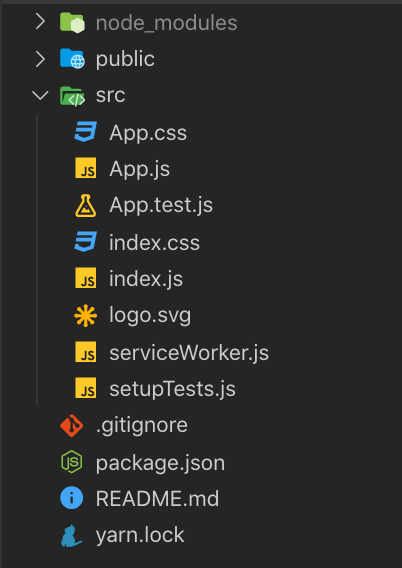 node_modules
public
src
App.css
App.js
App.test.js
index.css
index.js
logo.svg
serviceWorker.js
setupTests.js
.gitignore
package.json
README.md
yarn.lock